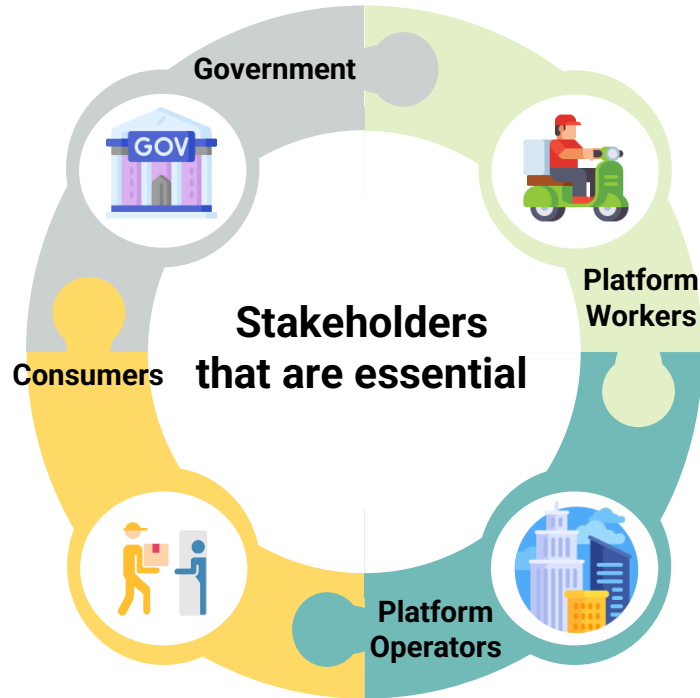 Government
GOV
Platform
Workers
Stakeholders
that are essential
Consumers
Platform
Operators